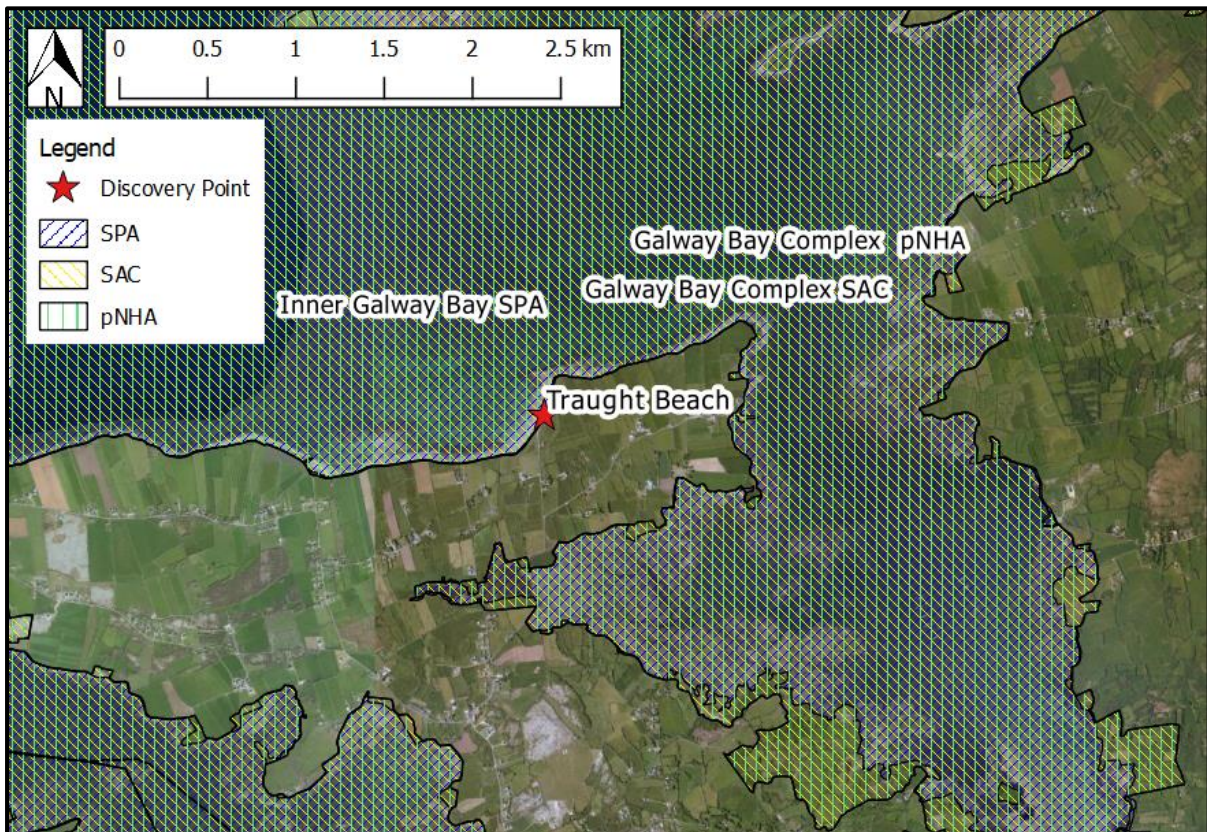 0 0.5 1 1.5 2 2.5 km
N
Legend
Discovery Point
SPA
SAC
pNHA
Galway Bay Complex pNHA
Galway Bay Complex SAC
Inner Galway Bay SPA
Traught Beach